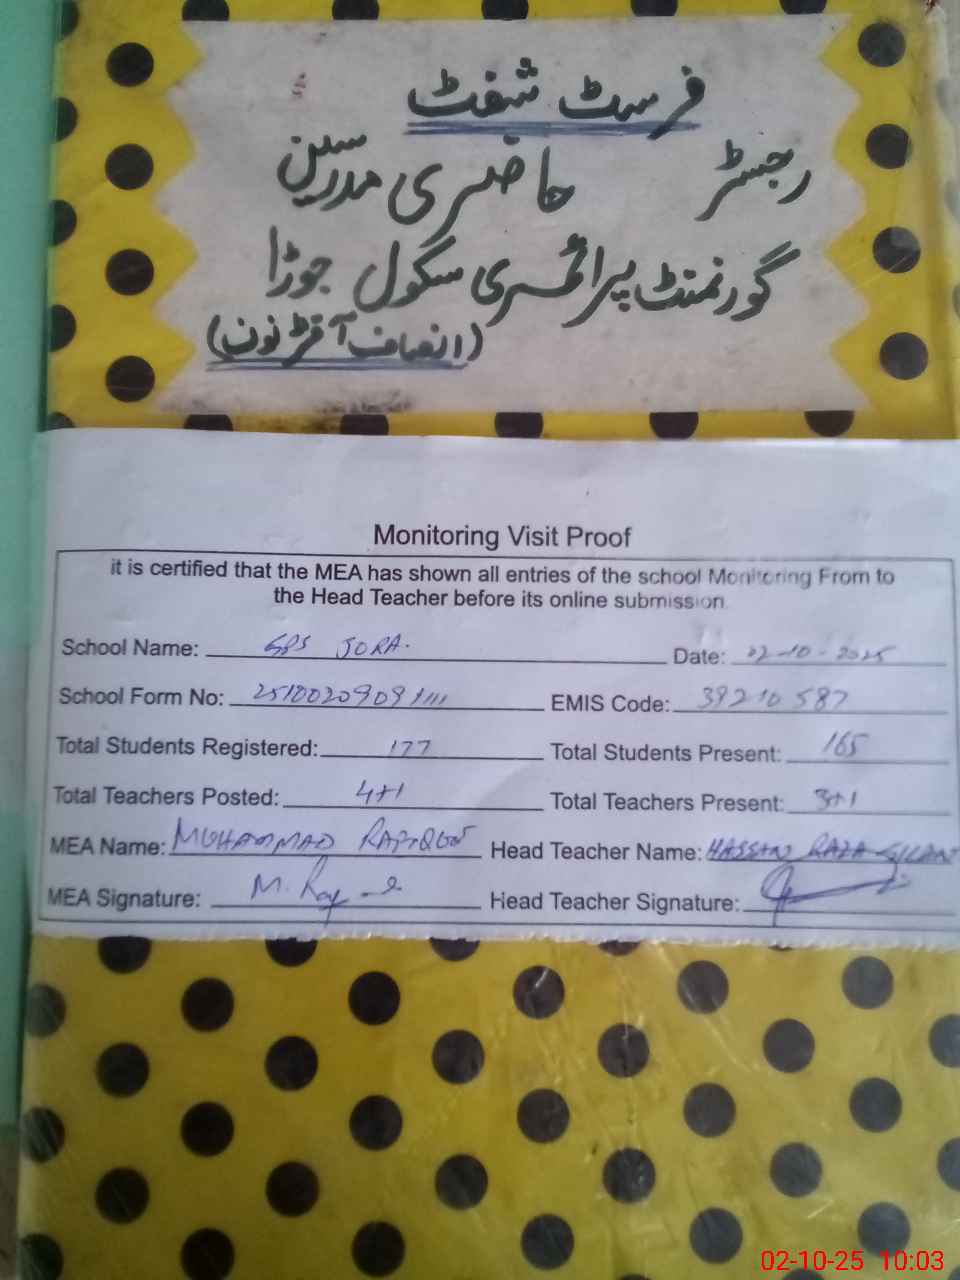 فرسٹ شفٹ
رجسٹر حاضری مدرسین
گورنمنٹ پرائمری سکول جوڑا
(انصاف آفٹر نون)
Monitoring Visit Proof
it is certified that the MEA has shown all entries of the school Monitoring From to
the Head Teacher before its online submission
School Name: GPS JORA. Date: 02-10-2025
School Form No: EMIS Code: 39210587
Total Students Registered: 177 Total Students Present: 165
Total Teachers Posted: 4+1 Total Teachers Present: 3+1
MEA Name: MUHAMMAD Head Teacher Name: HASSAN RAZA GILANI
MEA Signature: Head Teacher Signature:
02-10-25 10:03